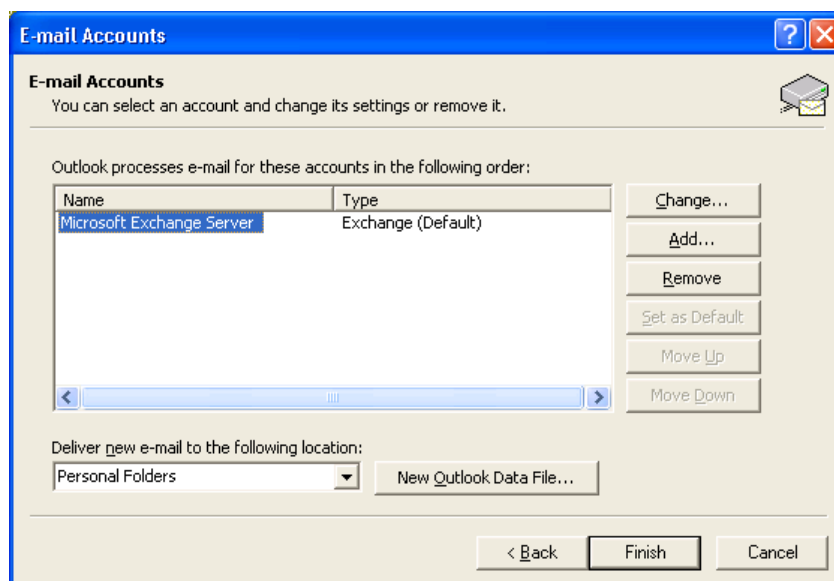 E-mail Accounts
E-mail Accounts
You can select an account and change its settings or remove it.
Outlook processes e-mail for these accounts in the following order:
Name Type
Microsoft Exchange Server Exchange (Default)
Change...
Add...
Remove
Set as Default
Move Up
Move Down
Deliver new e-mail to the following location:
Personal Folders New Outlook Data File...
< Back Finish Cancel